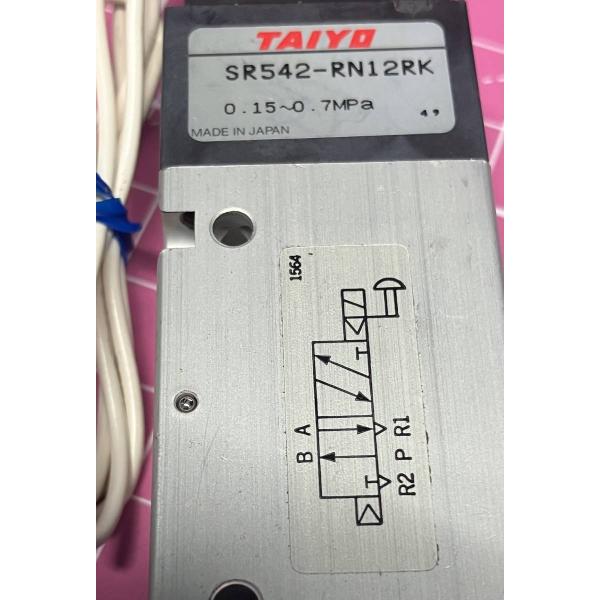 TAIYO
SR542-RN12RK
0.15~0.7MPa
MADE IN JAPAN
1564
B A
R2 P R1